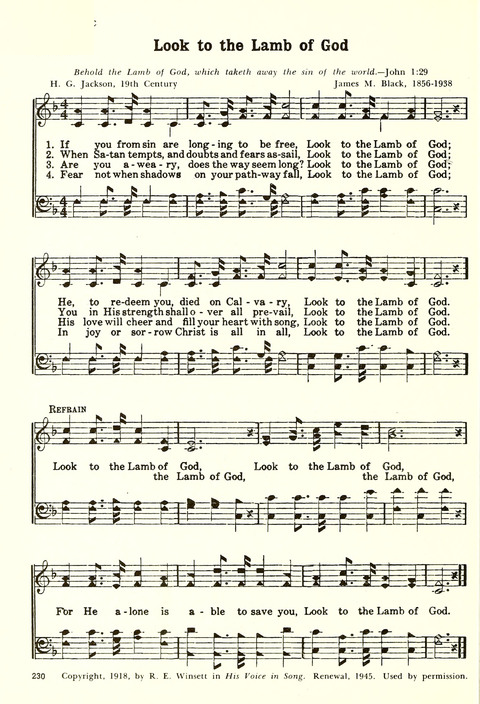 Look to the Lamb of God
Behold the Lamb of God, which taketh away the sin of the world.—John 1:29
H. G. Jackson, 19th Century James M. Black, 1856-1938
1. If you from sin are long-ing to be free, Look to the Lamb of God;
2. When Sa-tan tempts, and doubts and fears as-sail, Look to the Lamb of God;
3. Are you a-wea-ry, does the way seem long? Look to the Lamb of God;
4. Fear not when shadows on your path-way fall, Look to the Lamb of God;
He, to re-deem you, died on Cal-va-ry, Look to the Lamb of God.
You in His strength shall o-ver all pre-vail, Look to the Lamb of God.
His love will cheer and fill your heart with song, Look to the Lamb of God.
In joy or sor-row Christ is all in all, Look to the Lamb of God.
REFRAIN
Look to the Lamb of God, Look to the Lamb of God,
the Lamb of God, the Lamb of God,
For He a-lone is a-ble to save you, Look to the Lamb of God.
230 Copyright, 1918, by R. E. Winsett in His Voice in Song. Renewal, 1945. Used by permission.